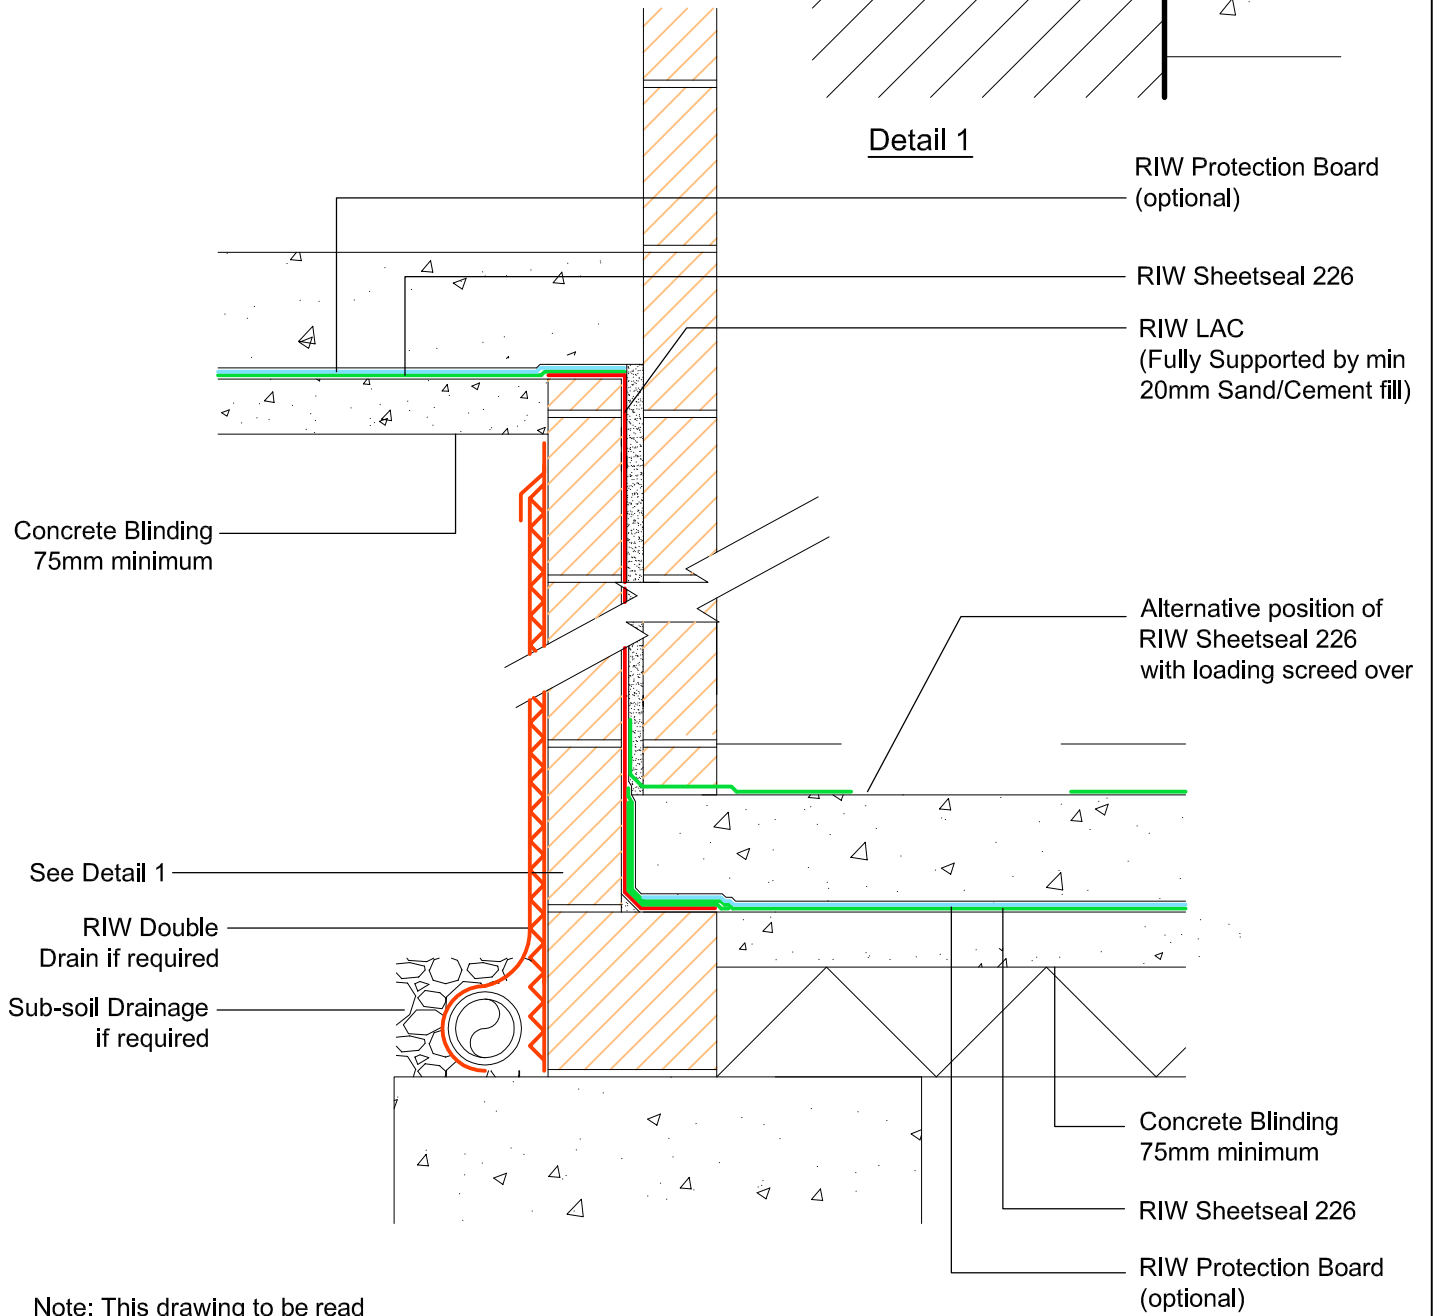 Detail 1
RIW Protection Board
(optional)
RIW Sheetseal 226
RIW LAC
(Fully Supported by min
20mm Sand/Cement fill)
Concrete Blinding
75mm minimum
Alternative position of
RIW Sheetseal 226
with loading screed over
See Detail 1
RIW Double
Drain if required
Sub-soil Drainage
if required
Concrete Blinding
75mm minimum
RIW Sheetseal 226
RIW Protection Board
(optional)
Note: This drawing to be read